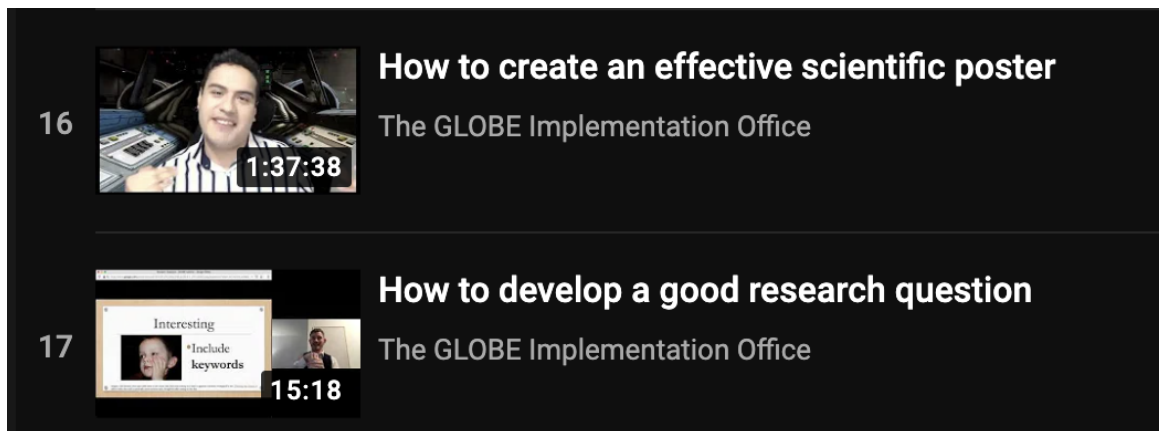 How to create an effective scientific poster
16
The GLOBE Implementation Office
1:37:38
How to develop a good research question
Interesting
Include
keywords
17
The GLOBE Implementation Office
15:18